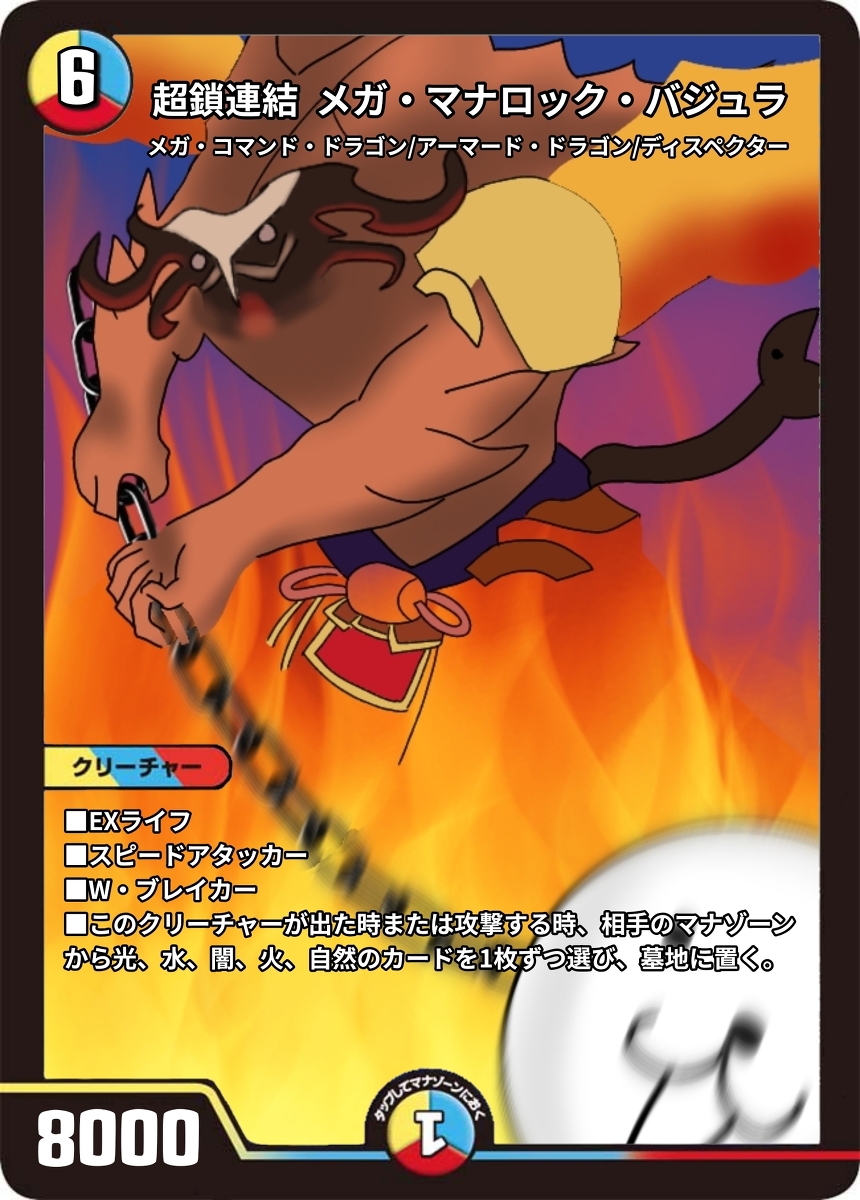 6
超鎖連結 メガ・マナロック・バジュラ
メガ・コマンド・ドラゴン/アーマード・ドラゴン/ディスペクター
クリーチャー
■EXライフ
■スピードアタッカー
■W・ブレイカー
■このクリーチャーが出た時または攻撃する時、相手のマナゾーン
から光、水、闇、火、自然のカードを1枚ずつ選び、墓地に置く。
タップしてマナゾーンにおく
1
8000